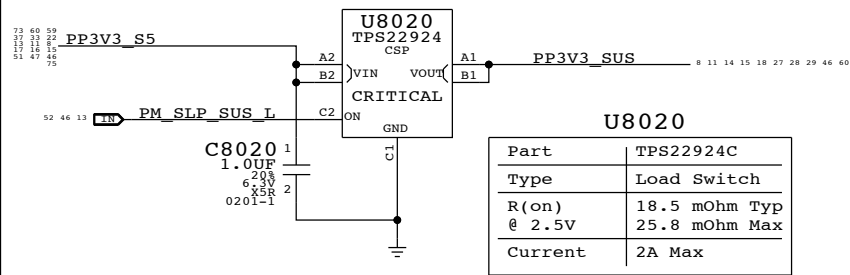 U8020
TPS22924
CSP
73 60 59
37 33 22
13 11 8
17 16 15
51 47 46
75
PP3V3_S5
A2
A1
PP3V3_SUS
8 11 14 15 18 27 28 29 46 60
B2
VIN
VOUT
B1
CRITICAL
52 46 13
IN
PM_SLP_SUS_L
C2
ON
GND
C1
C8020
1
1.0UF
20%
6.3V
X5R
2
0201-1
U8020
Part TPS22924C
Type Load Switch
R(on) 18.5 mOhm Typ
@ 2.5V 25.8 mOhm Max
Current 2A Max